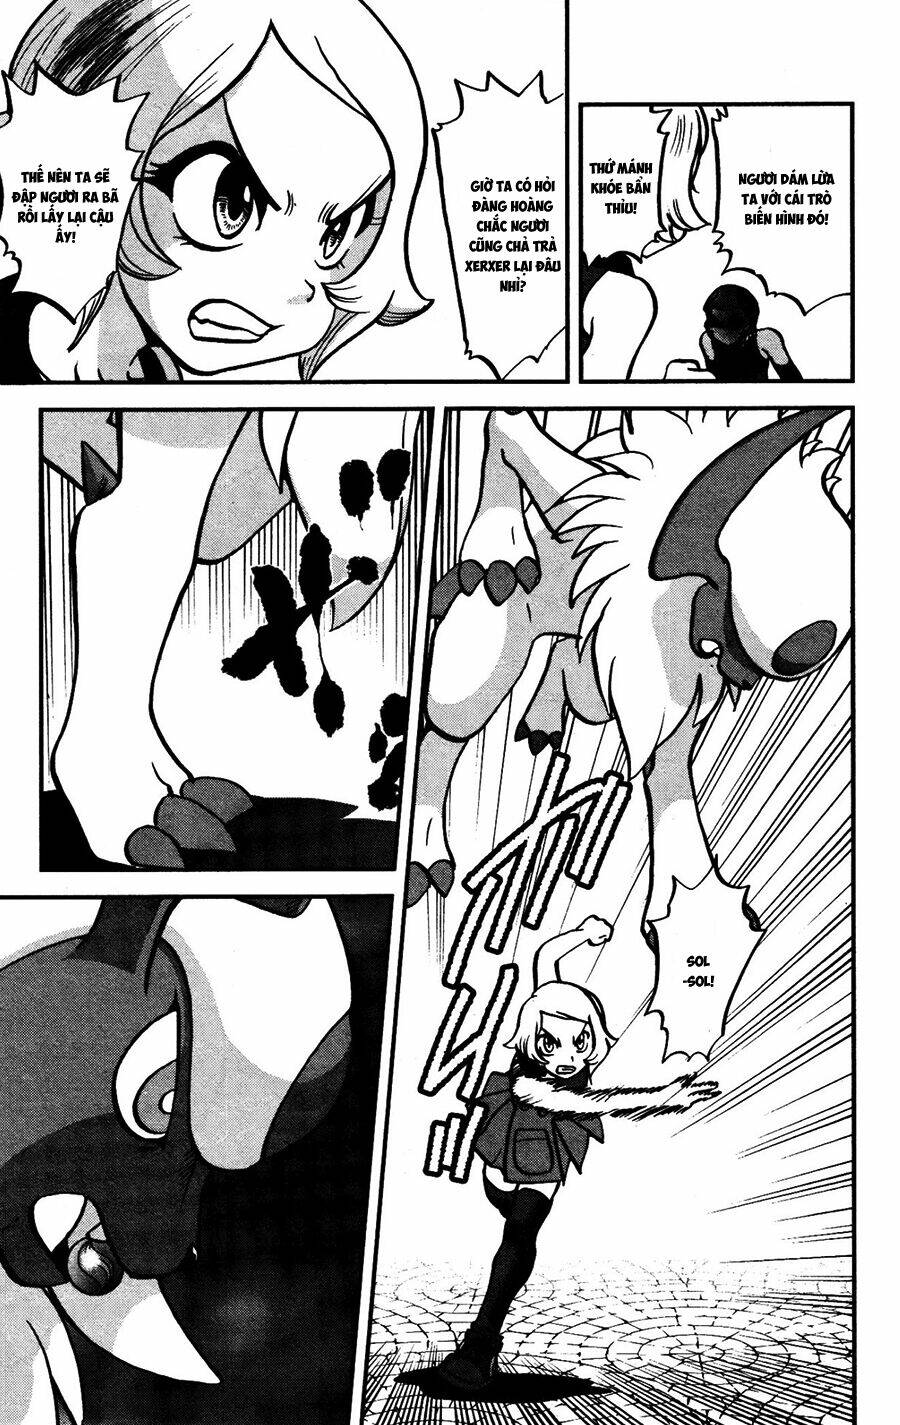 NGƯƠI DÁM LỪA
TA VỚI CÁI TRÒ
BIẾN HÌNH ĐÓ!
THỨ MÁNH
KHÓE BẨN
THỈU!
GIỜ TA CÓ HỎI
ĐÀNG HOÀNG
CHẮC NGƯƠI
CŨNG CHẢ TRẢ
XERXER LẠI ĐÂU
NHỈ?
THẾ NÊN TA SẼ
ĐẬP NGƯƠI RA BÃ
RỒI LẤY LẠI CẬU
ẤY!
SOL
-SOL!